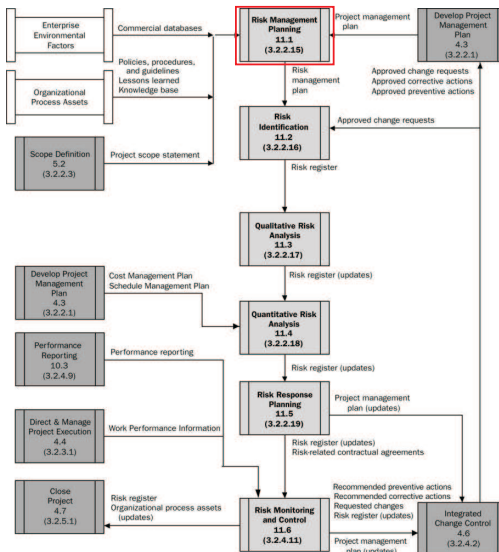 Enterprise
Environmental
Factors
Commercial databases
Risk Management
Planning
11.1
(3.2.2.15)
Project management
plan
Develop Project
Management
Plan
4.3
(3.2.2.1)
Policies, procedures,
and guidelines
Lessons learned
Knowledge base
Organizational
Process Assets
Risk
management
plan
Approved change requests
Approved corrective actions
Approved preventive actions
Risk
Identification
11.2
(3.2.2.16)
Approved change requests
Scope Definition
5.2
(3.2.2.3)
Project scope statement
Risk register
Qualitative Risk
Analysis
11.3
(3.2.2.17)
Risk register (updates)
Develop Project
Management
Plan
4.3
(3.2.2.1)
Cost Management Plan
Schedule Management Plan
Quantitative Risk
Analysis
11.4
(3.2.2.18)
Performance
Reporting
10.3
(3.2.4.9)
Performance reporting
Risk register (updates)
Risk Response
Planning
11.5
(3.2.2.19)
Project management
plan (updates)
Direct & Manage
Project Execution
4.4
(3.2.3.1)
Work Performance Information
Risk register (updates)
Risk-related contractual agreements
Close
Project
4.7
(3.2.5.1)
Risk register
Organizational process assets
(updates)
Risk Monitoring
and Control
11.6
(3.2.4.11)
Recommended preventive actions
Recommended corrective actions
Requested changes
Risk register (updates)
Project management
plan (updates)
Integrated
Change Control
4.6
(3.2.4.2)